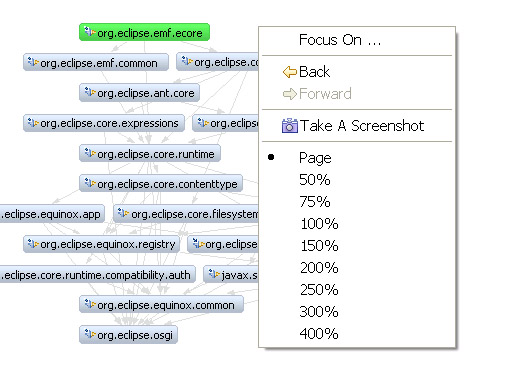 org.eclipse.emf.ecore
org.eclipse.emf.common
org.eclipse.co
org.eclipse.ant.core
org.eclipse.core.expressions
org.eclipse
org.eclipse.core.runtime
org.eclipse.core.contenttype
.eclipse.equinox.app
org.eclipse.core.filesystem
org.eclipse.equinox.registry
org.eclipse
eclipse.core.runtime.compatibility.auth
javax.s
org.eclipse.equinox.common
org.eclipse.osgi
Focus On ...
Back
Forward
Take A Screenshot
Page
50%
75%
100%
150%
200%
250%
300%
400%